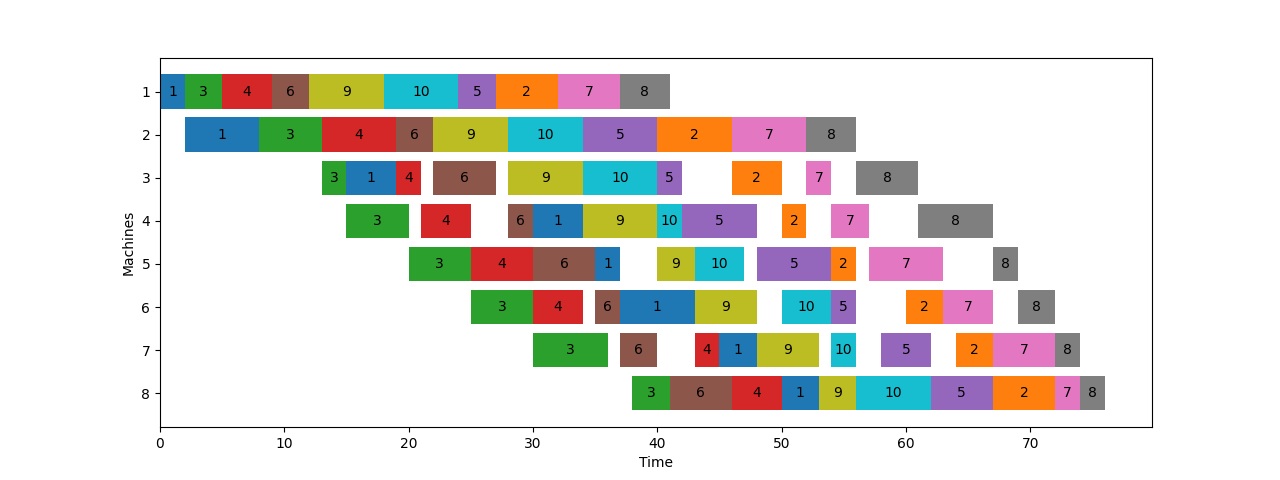 1 1 3 4 6 9 10 5 2 7 8
2 1 3 4 6 9 10 5 2 7 8
3 3 1 4 6 9 10 5 2 7 8
4 3 4 6 1 9 10 5 2 7 8
5 3 4 6 1 9 10 5 2 7 8
6 3 4 6 1 9 10 5 2 7 8
7 3 6 4 1 9 10 5 2 7 8
8 3 6 4 1 9 10 5 2 7 8
Machines
0 10 20 30 40 50 60 70
Time